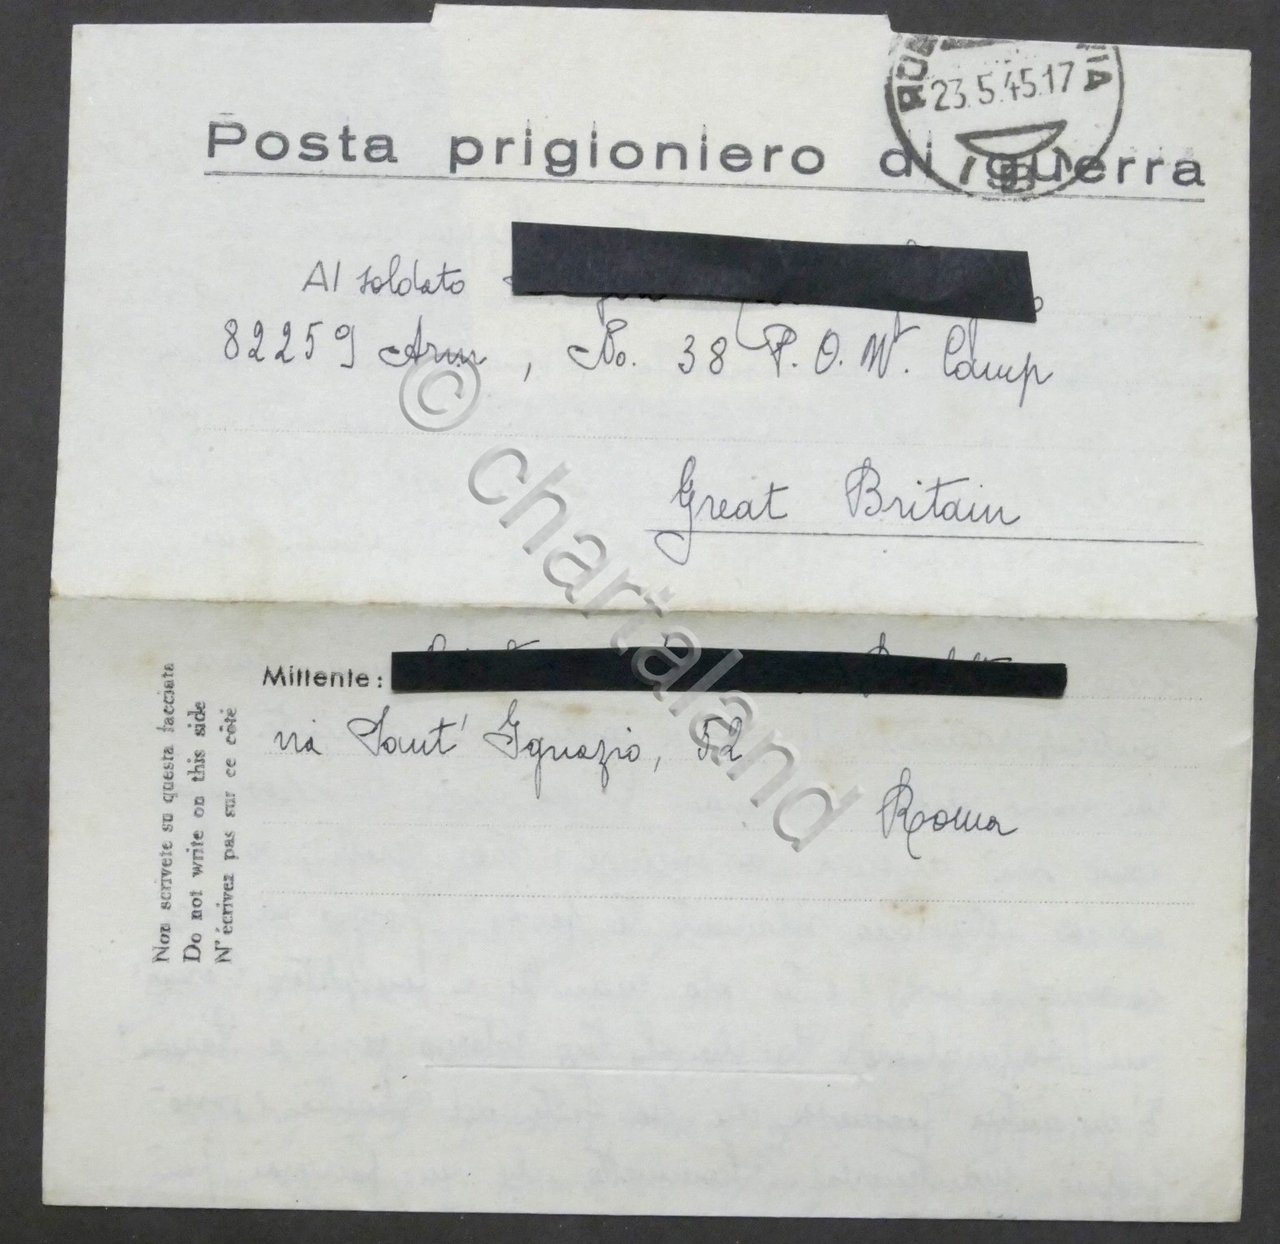 23.5.45.17
Posta prigioniero di guerra
Al soldato
82259 Arm, No. 38 P.O.W. Camp
Great Britain
Mittente:
via Sant' Ignazio, 52
Roma
Non scrivete su questa facciata
Do not write on this side
N' écrivez pas sur ce côté
© chartaland